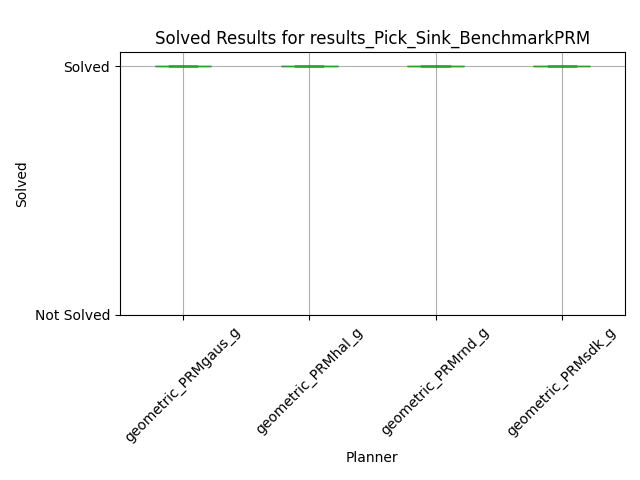 Solved Results for results_Pick_Sink_BenchmarkPRM
Solved
Solved
Not Solved
geometric_PRMgaus_g
geometric_PRMhal_g
geometric_PRMrnd_g
geometric_PRMsdk_g
Planner